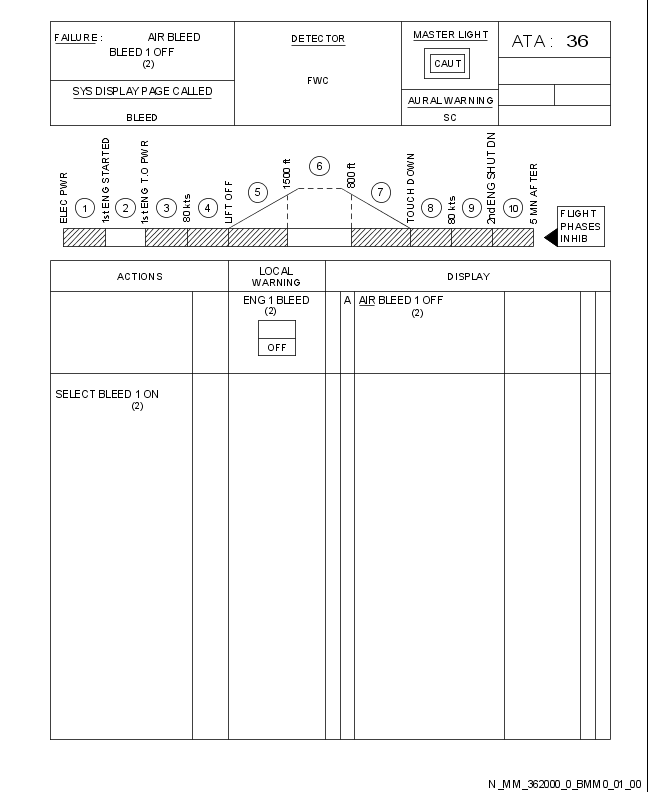 FAILURE: AIR BLEED
BLEED 1 OFF
(2)
SYS DISPLAY PAGE CALLED
BLEED
DETECTOR
FWC
MASTER LIGHT
CAUT
AURAL WARNING
SC
ATA: 36
ELEC PWR
1
1st ENG STARTED
2
1st ENG T.O PWR
3
80 kts
4
LIFT OFF
5
1500 ft
6
800 ft
7
TOUCH DOWN
8
80 kts
9
2nd ENG SHUT DN
10
5 MN AFTER
FLIGHT
PHASES
INHIB
ACTIONS
LOCAL
WARNING
DISPLAY
ENG 1 BLEED
(2)
OFF
A AIR BLEED 1 OFF
(2)
SELECT BLEED 1 ON
(2)
N_MM_362000_0_BMM0_01_00